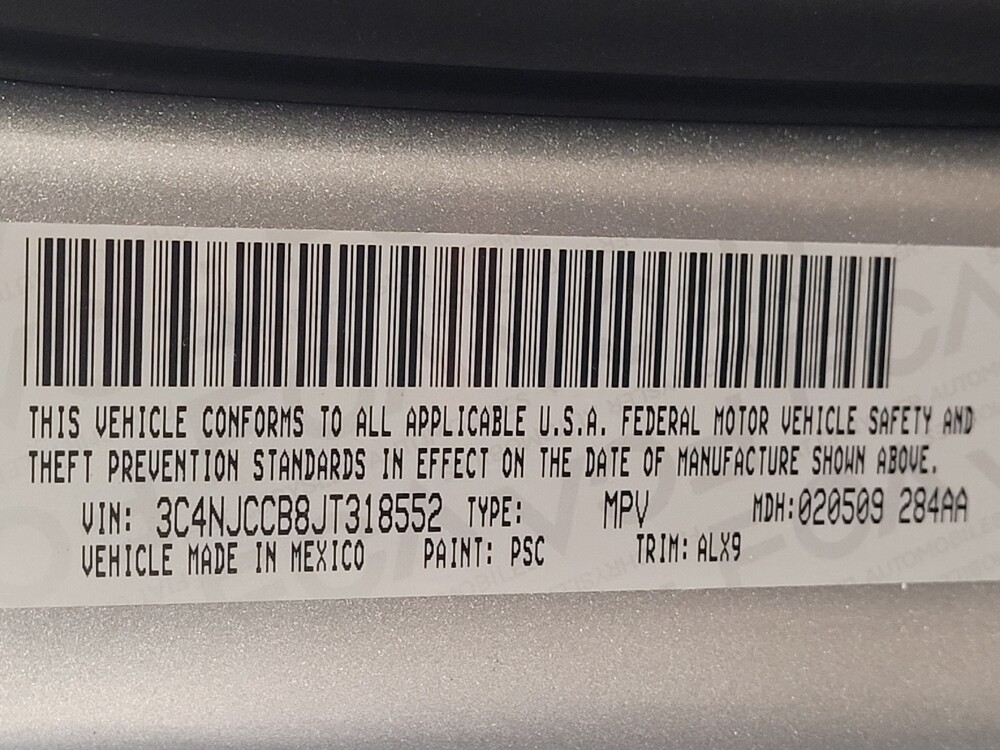 THIS VEHICLE CONFORMS TO ALL APPLICABLE U.S.A. FEDERAL MOTOR VEHICLE SAFETY AND
THEFT PREVENTION STANDARDS IN EFFECT ON THE DATE OF MANUFACTURE SHOWN ABOVE.
VIN: 3C4NJCCB8JT318552 TYPE: MPV MDH:020509 284AA
VEHICLE MADE IN MEXICO PAINT: PSC TRIM: ALX9